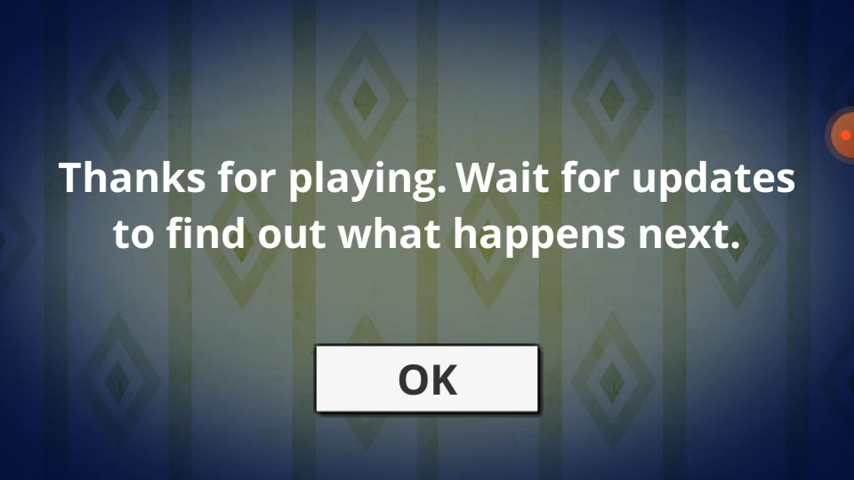 Thanks for playing. Wait for updates
to find out what happens next.
OK